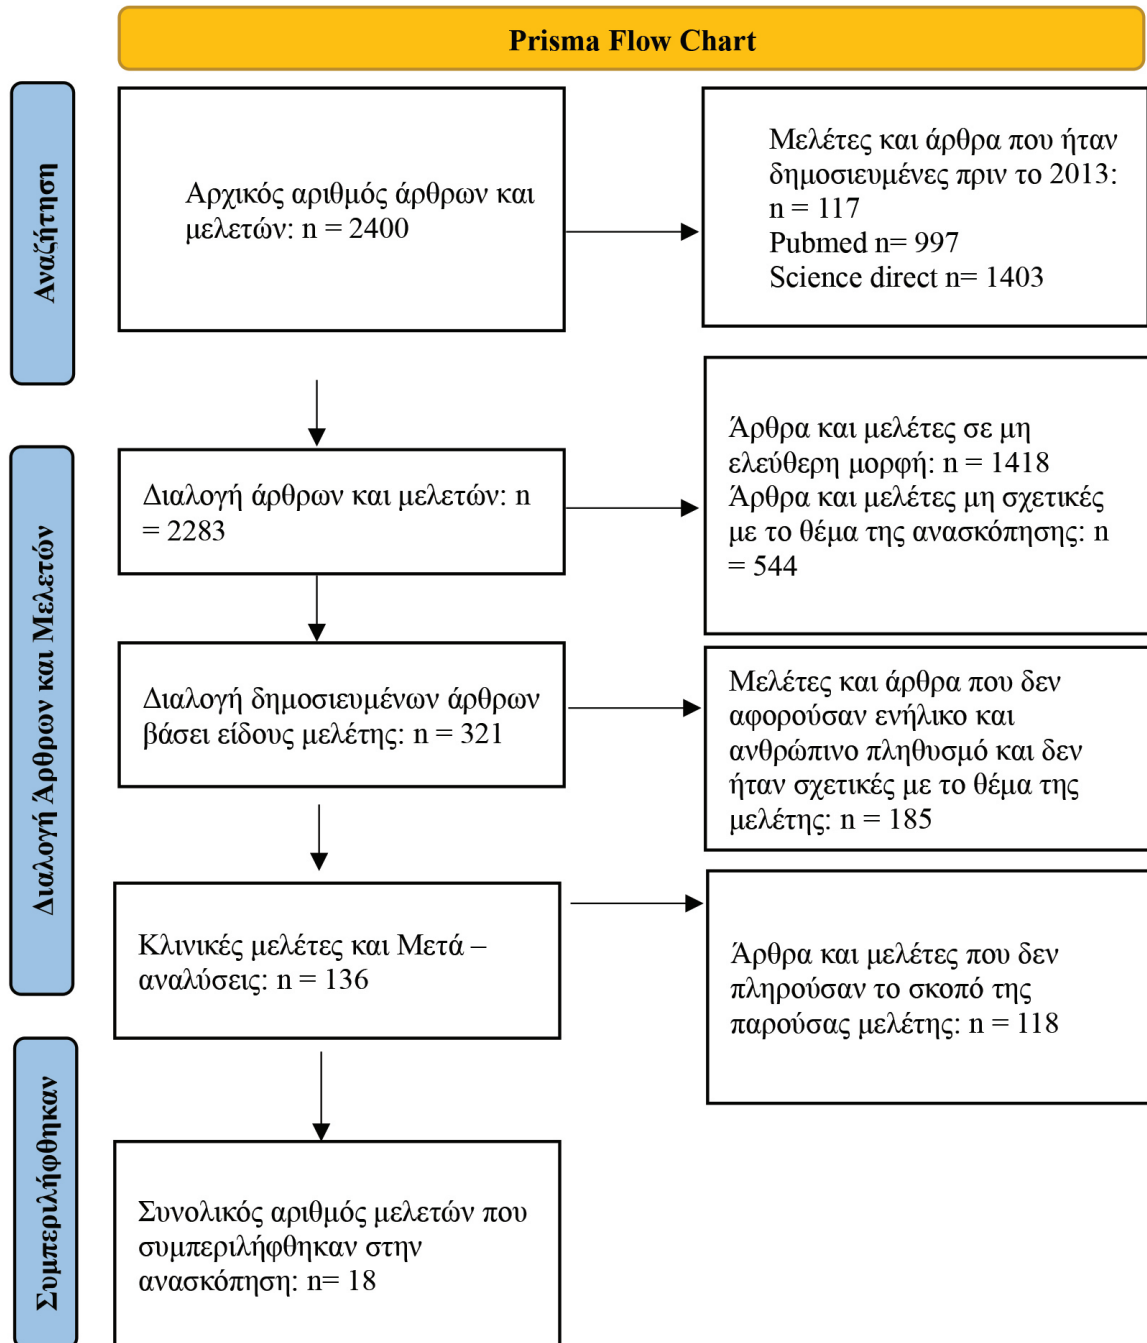 Prisma Flow Chart
Αναζήτηση
Αρχικός αριθμός άρθρων και
μελετών: n = 2400
Μελέτες και άρθρα που ήταν
δημοσιευμένες πριν το 2013:
n = 117
Pubmed n= 997
Science direct n= 1403
Διαλογή Άρθρων και Μελετών
Διαλογή άρθρων και μελετών: n
= 2283
Άρθρα και μελέτες σε μη
ελεύθερη μορφή: n = 1418
Άρθρα και μελέτες μη σχετικές
με το θέμα της ανασκόπησης: n
= 544
Διαλογή δημοσιευμένων άρθρων
βάσει είδους μελέτης: n = 321
Μελέτες και άρθρα που δεν
αφορούσαν ενήλικο και
ανθρώπινο πληθυσμό και δεν
ήταν σχετικές με το θέμα της
μελέτης: n = 185
Κλινικές μελέτες και Μετά –
αναλύσεις: n = 136
Άρθρα και μελέτες που δεν
πληρούσαν το σκοπό της
παρούσας μελέτης: n = 118
Συμπεριλήφθηκαν
Συνολικός αριθμός μελετών που
συμπεριλήφθηκαν στην
ανασκόπηση: n= 18